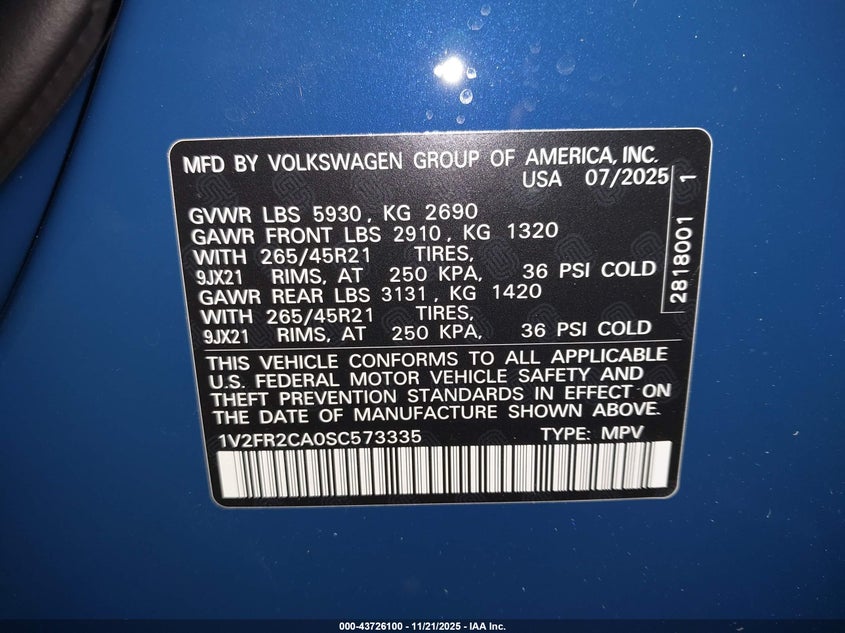 MFD BY VOLKSWAGEN GROUP OF AMERICA, INC.
USA 07/2025
GVWR LBS 5930, KG 2690
GAWR FRONT LBS 2910, KG 1320
WITH 265/45R21 TIRES,
9JX21 RIMS, AT 250 KPA, 36 PSI COLD
GAWR REAR LBS 3131, KG 1420
WITH 265/45R21 TIRES,
9JX21 RIMS, AT 250 KPA, 36 PSI COLD
2818001 1
THIS VEHICLE CONFORMS TO ALL APPLICABLE
U.S. FEDERAL MOTOR VEHICLE SAFETY AND
THEFT PREVENTION STANDARDS IN EFFECT ON
THE DATE OF MANUFACTURE SHOWN ABOVE.
1V2FR2CA0SC573335 TYPE: MPV
000-43726100 - 11/21/2025 - IAA Inc.